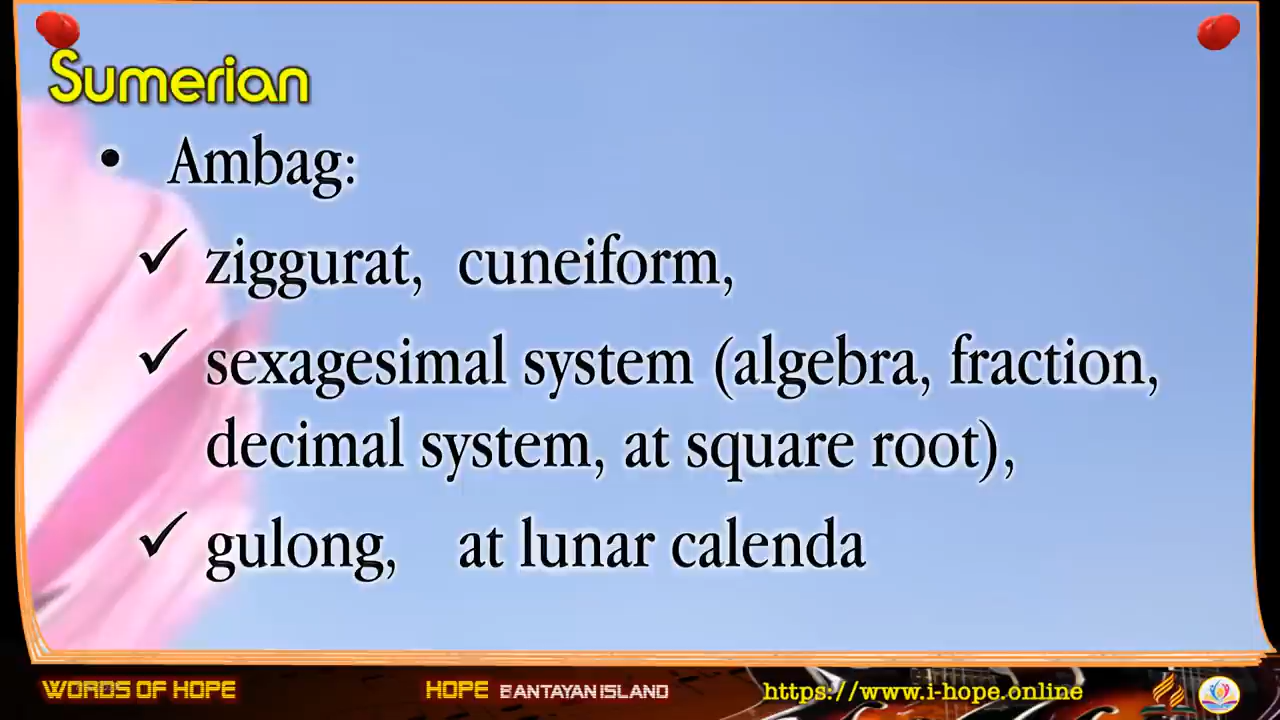 Sumerian
• Ambag:
✓ ziggurat, cuneiform,
✓ sexagesimal system (algebra, fraction,
decimal system, at square root),
✓ gulong, at lunar calenda
WORDS OF HOPE HOPE BANTAYAN ISLAND https://www.i-hope.online